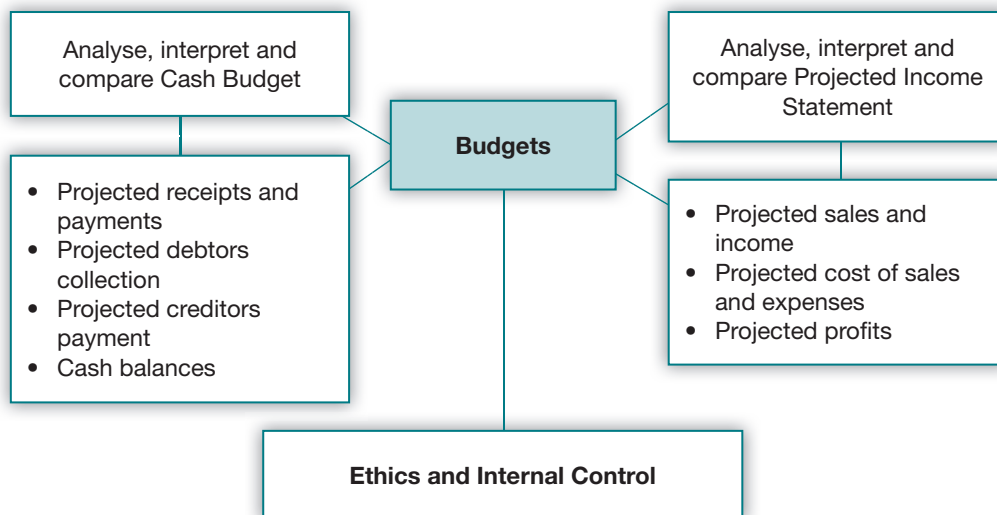 Analyse, interpret and
compare Cash Budget
Analyse, interpret and
compare Projected Income
Statement
Budgets
• Projected receipts and
payments
• Projected debtors
collection
• Projected creditors
payment
• Cash balances
• Projected sales and
income
• Projected cost of sales
and expenses
• Projected profits
Ethics and Internal Control